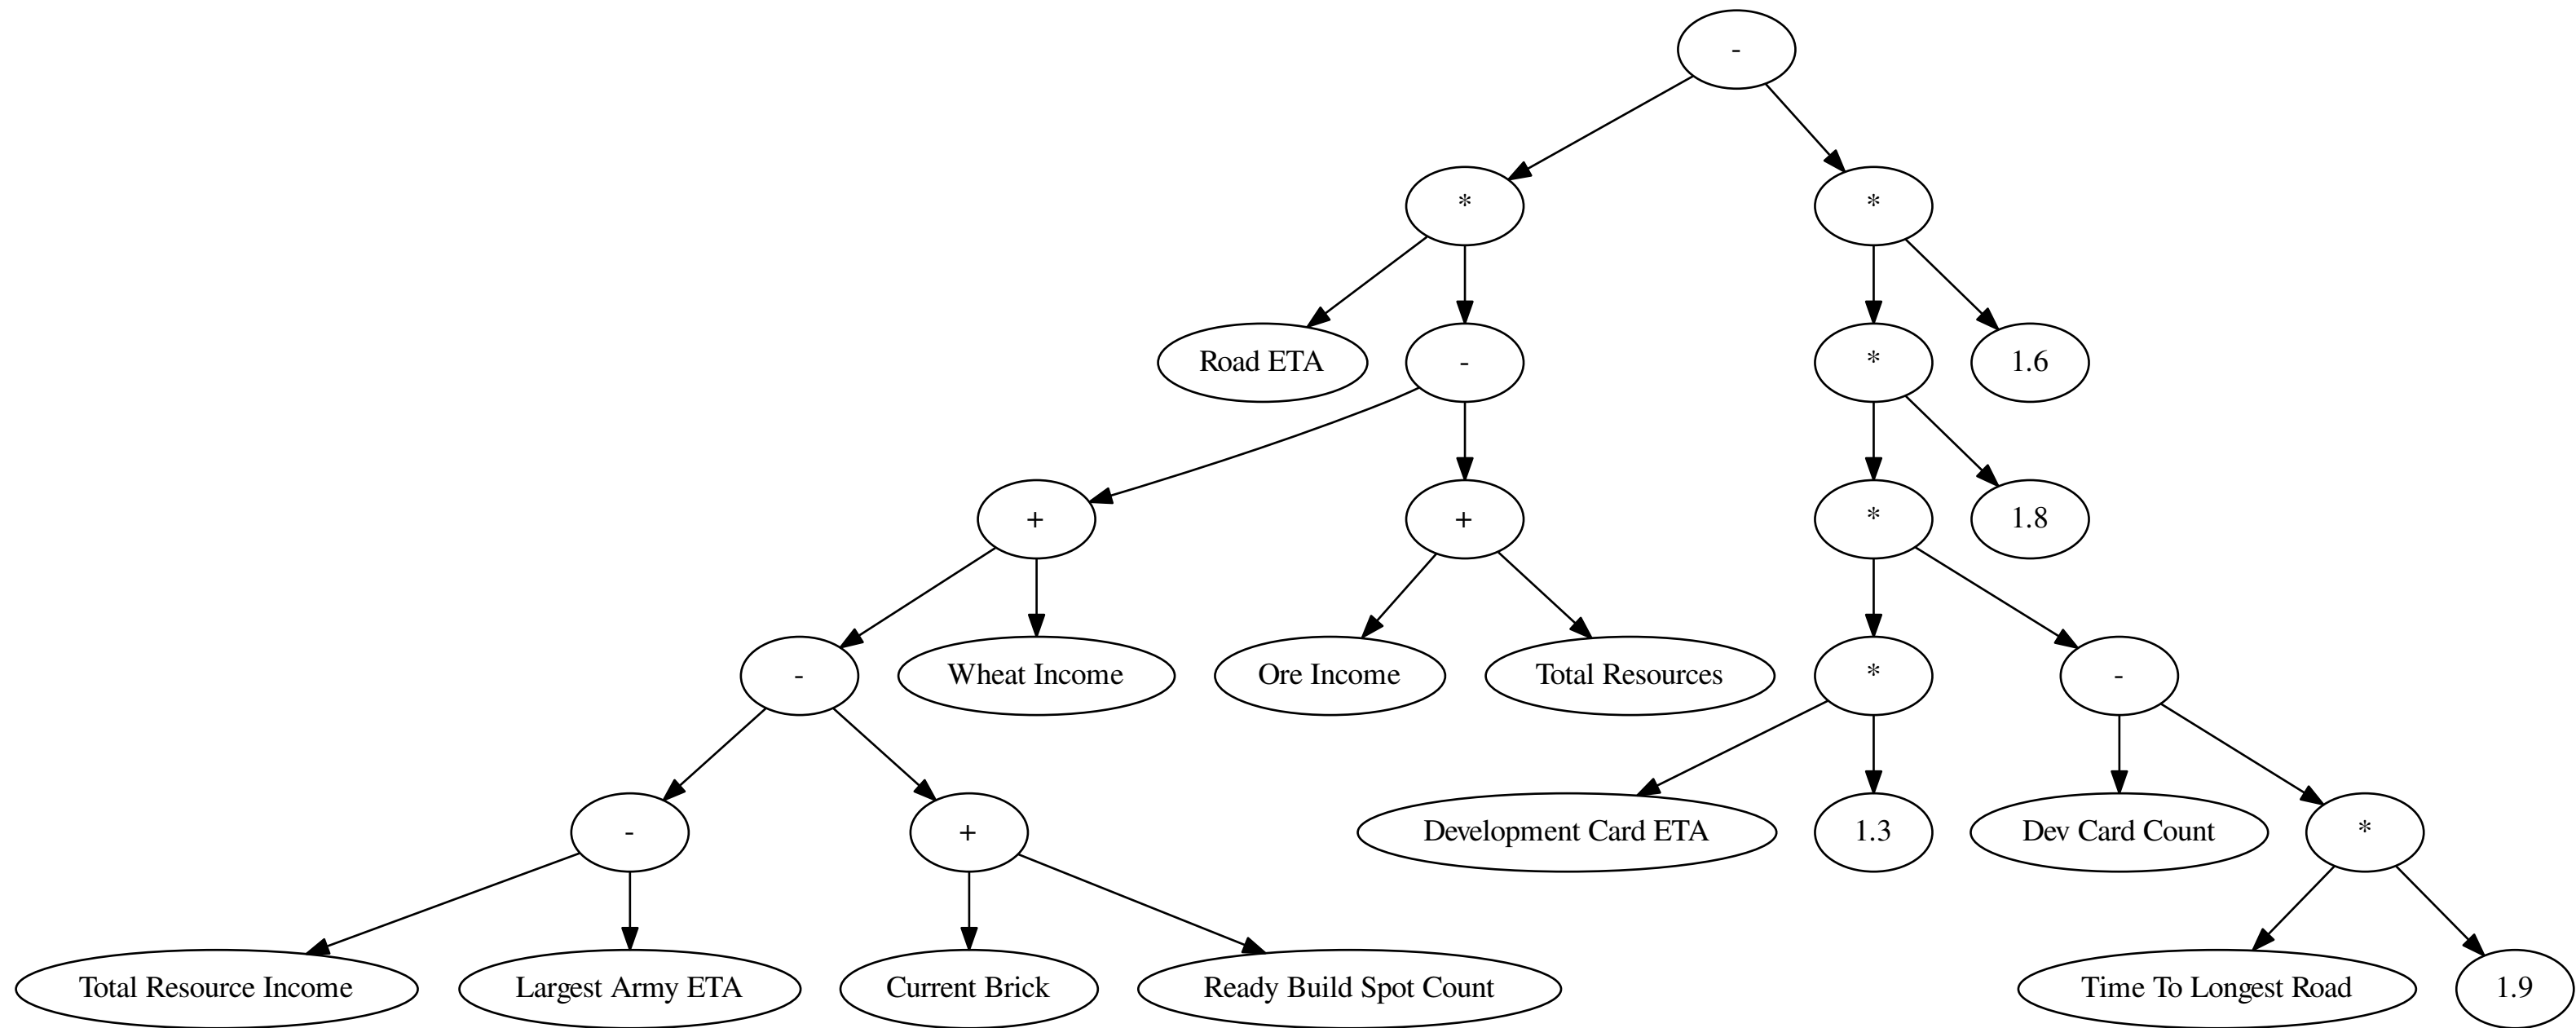 -
*
*
Road ETA
-
*
1.6
+
+
*
1.8
-
Wheat Income
Ore Income
Total Resources
*
-
-
+
Development Card ETA
1.3
Dev Card Count
*
Total Resource Income
Largest Army ETA
Current Brick
Ready Build Spot Count
Time To Longest Road
1.9